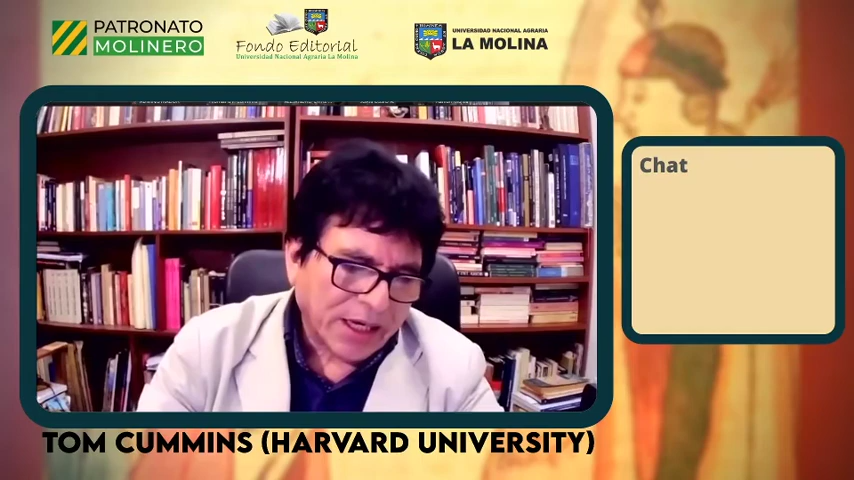 PATRONATO
MOLINERO
Fondo Editorial
Universidad Nacional Agraria La Molina
UNIVERSIDAD NACIONAL AGRARIA
LA MOLINA
Chat
TOM CUMMINS (HARVARD UNIVERSITY)